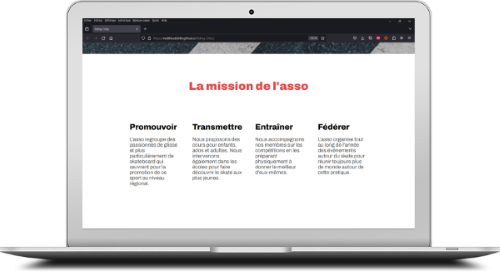 La mission de l'asso
Promouvoir
L'asso regroupe des
passionnés de glisse
et plus
particulièrement de
skateboard qui
oeuvrent pour la
promotion de ce
sport au niveau
régional.
Transmettre
Nous proposons des
cours pour enfants,
ados et adultes. Nous
intervenons
également dans les
écoles pour faire
découvrir le skate aux
plus jeunes.
Entraîner
Nous accompagnons
nos membres sur les
compétitions en les
préparant
physiquement à
donner le meilleur
d'eux-mêmes.
Fédérer
L'asso organise tout
au long de l'année
des évènements
autour du skate pour
réunir toujours plus
de monde autour de
cette pratique.